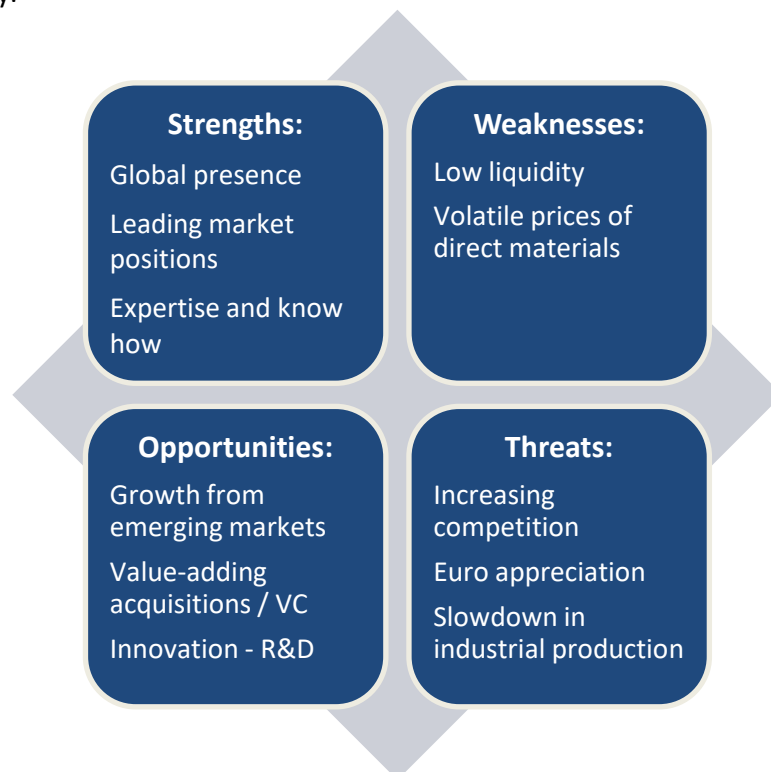 y.
Strengths:
Global presence
Leading market
positions
Expertise and know
how
Weaknesses:
Low liquidity
Volatile prices of
direct materials
Opportunities:
Growth from
emerging markets
Value-adding
acquisitions / VC
Innovation - R&D
Threats:
Increasing
competition
Euro appreciation
Slowdown in
industrial production